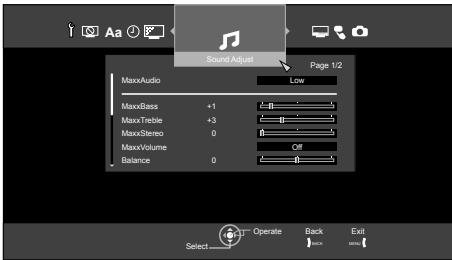 Aa
Sound Adjust
Page 1/2
MaxxAudio Low
MaxxBass +1
MaxxTreble +3
MaxxStereo 0
MaxxVolume Off
Balance 0
Operate Back Exit
BACK MENU
Select